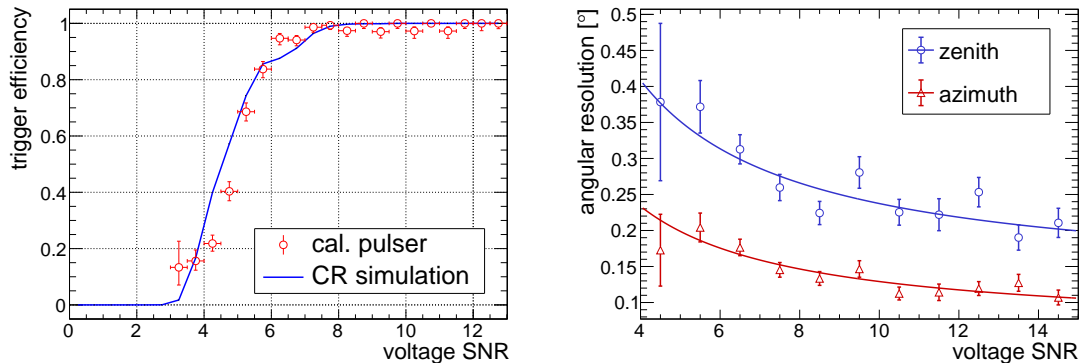 trigger efficiency
1
0.8
0.6
0.4
0.2
0
cal. pulser
CR simulation
0 2 4 6 8 10 12
voltage SNR
angular resolution [°]
0.5
0.45
0.4
0.35
0.3
0.25
0.2
0.15
0.1
zenith
azimuth
4 6 8 10 12 14
voltage SNR